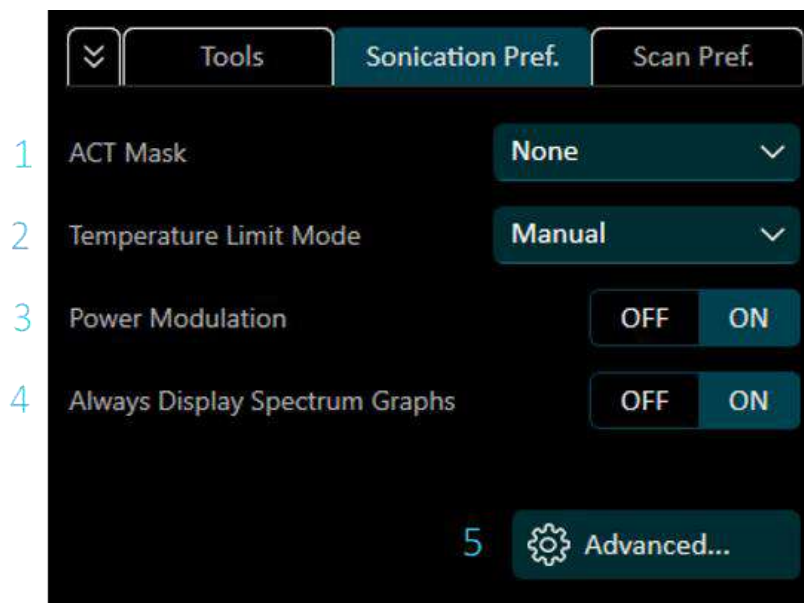 Tools Sonication Pref. Scan Pref.
1 ACT Mask None
2 Temperature Limit Mode Manual
3 Power Modulation OFF ON
4 Always Display Spectrum Graphs OFF ON
5 Advanced...